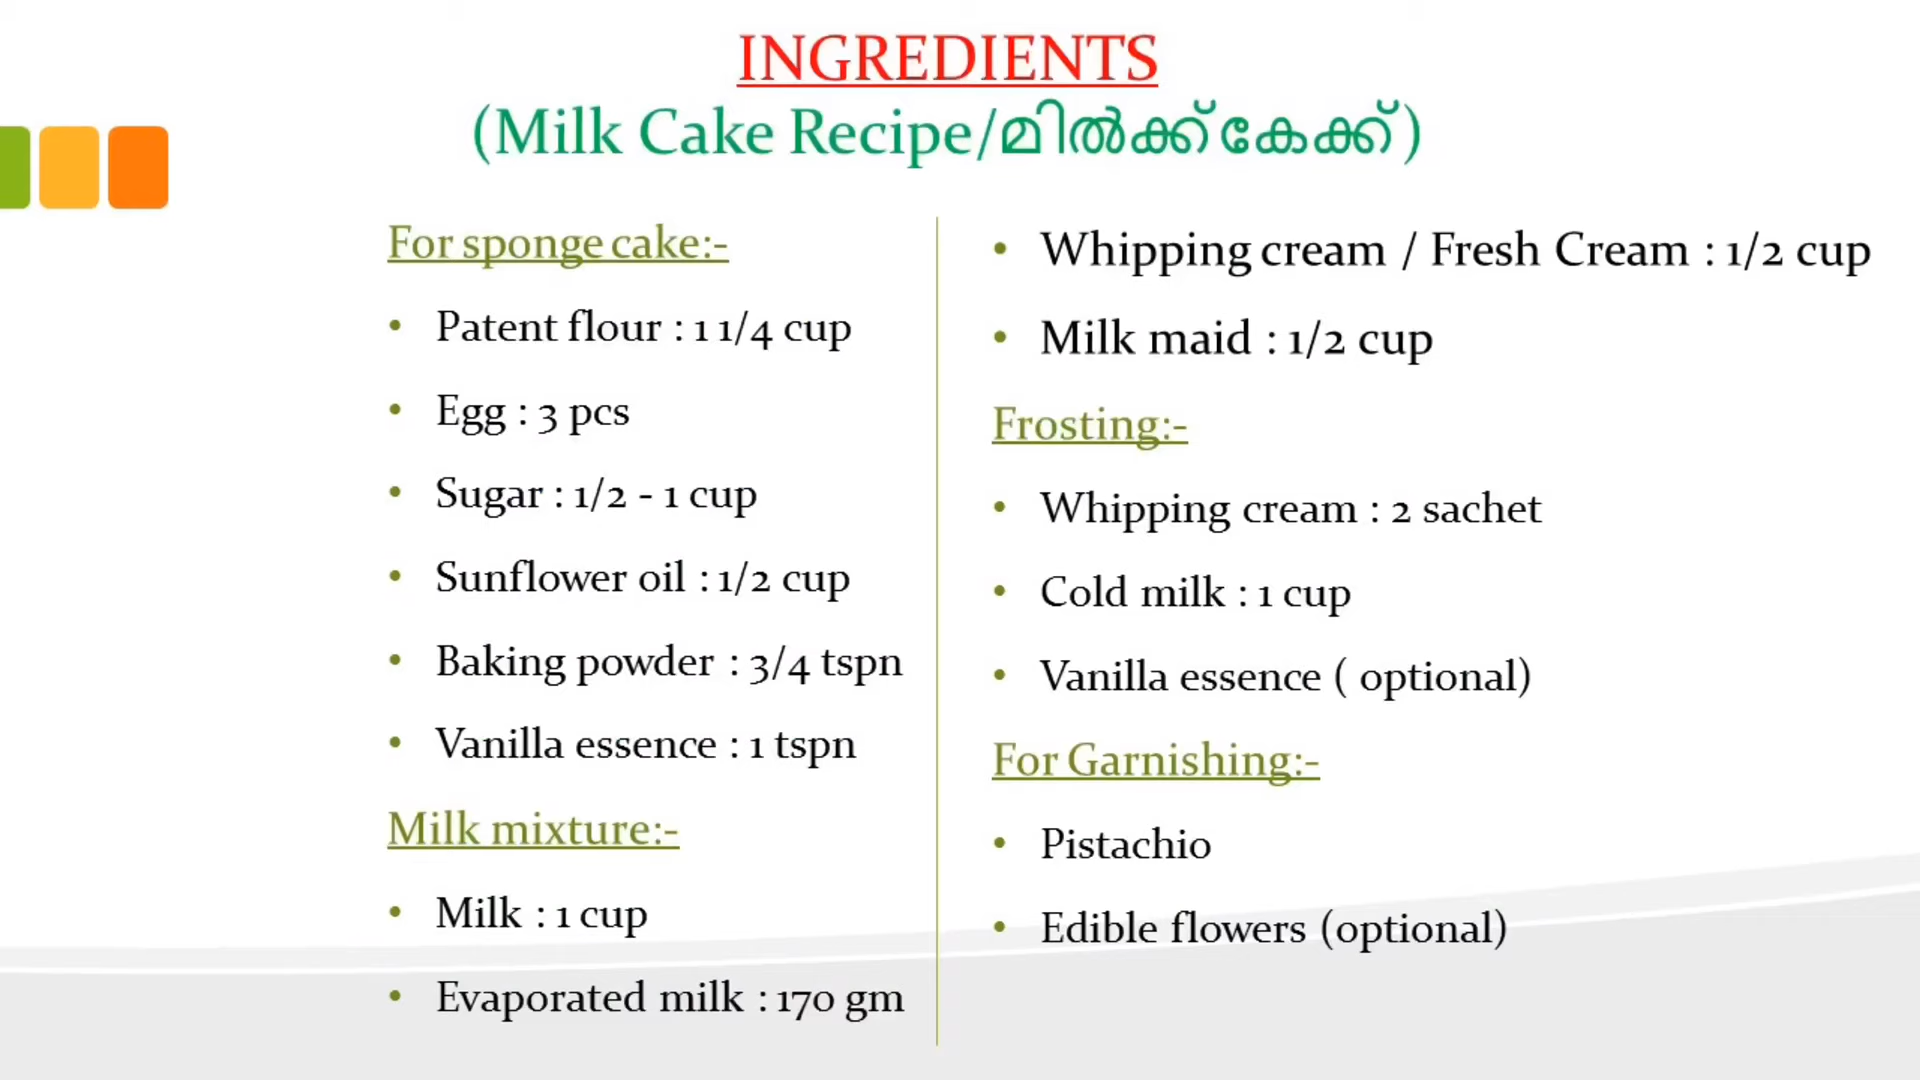 INGREDIENTS
(Milk Cake Recipe/മിൽക്ക് കേക്ക്)
For sponge cake:-
• Patent flour : 1 1/4 cup
• Egg : 3 pcs
• Sugar : 1/2 - 1 cup
• Sunflower oil : 1/2 cup
• Baking powder : 3/4 tspn
• Vanilla essence : 1 tspn
Milk mixture:-
• Milk : 1 cup
• Evaporated milk : 170 gm
• Whipping cream / Fresh Cream : 1/2 cup
• Milk maid : 1/2 cup
Frosting:-
• Whipping cream : 2 sachet
• Cold milk : 1 cup
• Vanilla essence ( optional)
For Garnishing:-
• Pistachio
• Edible flowers (optional)